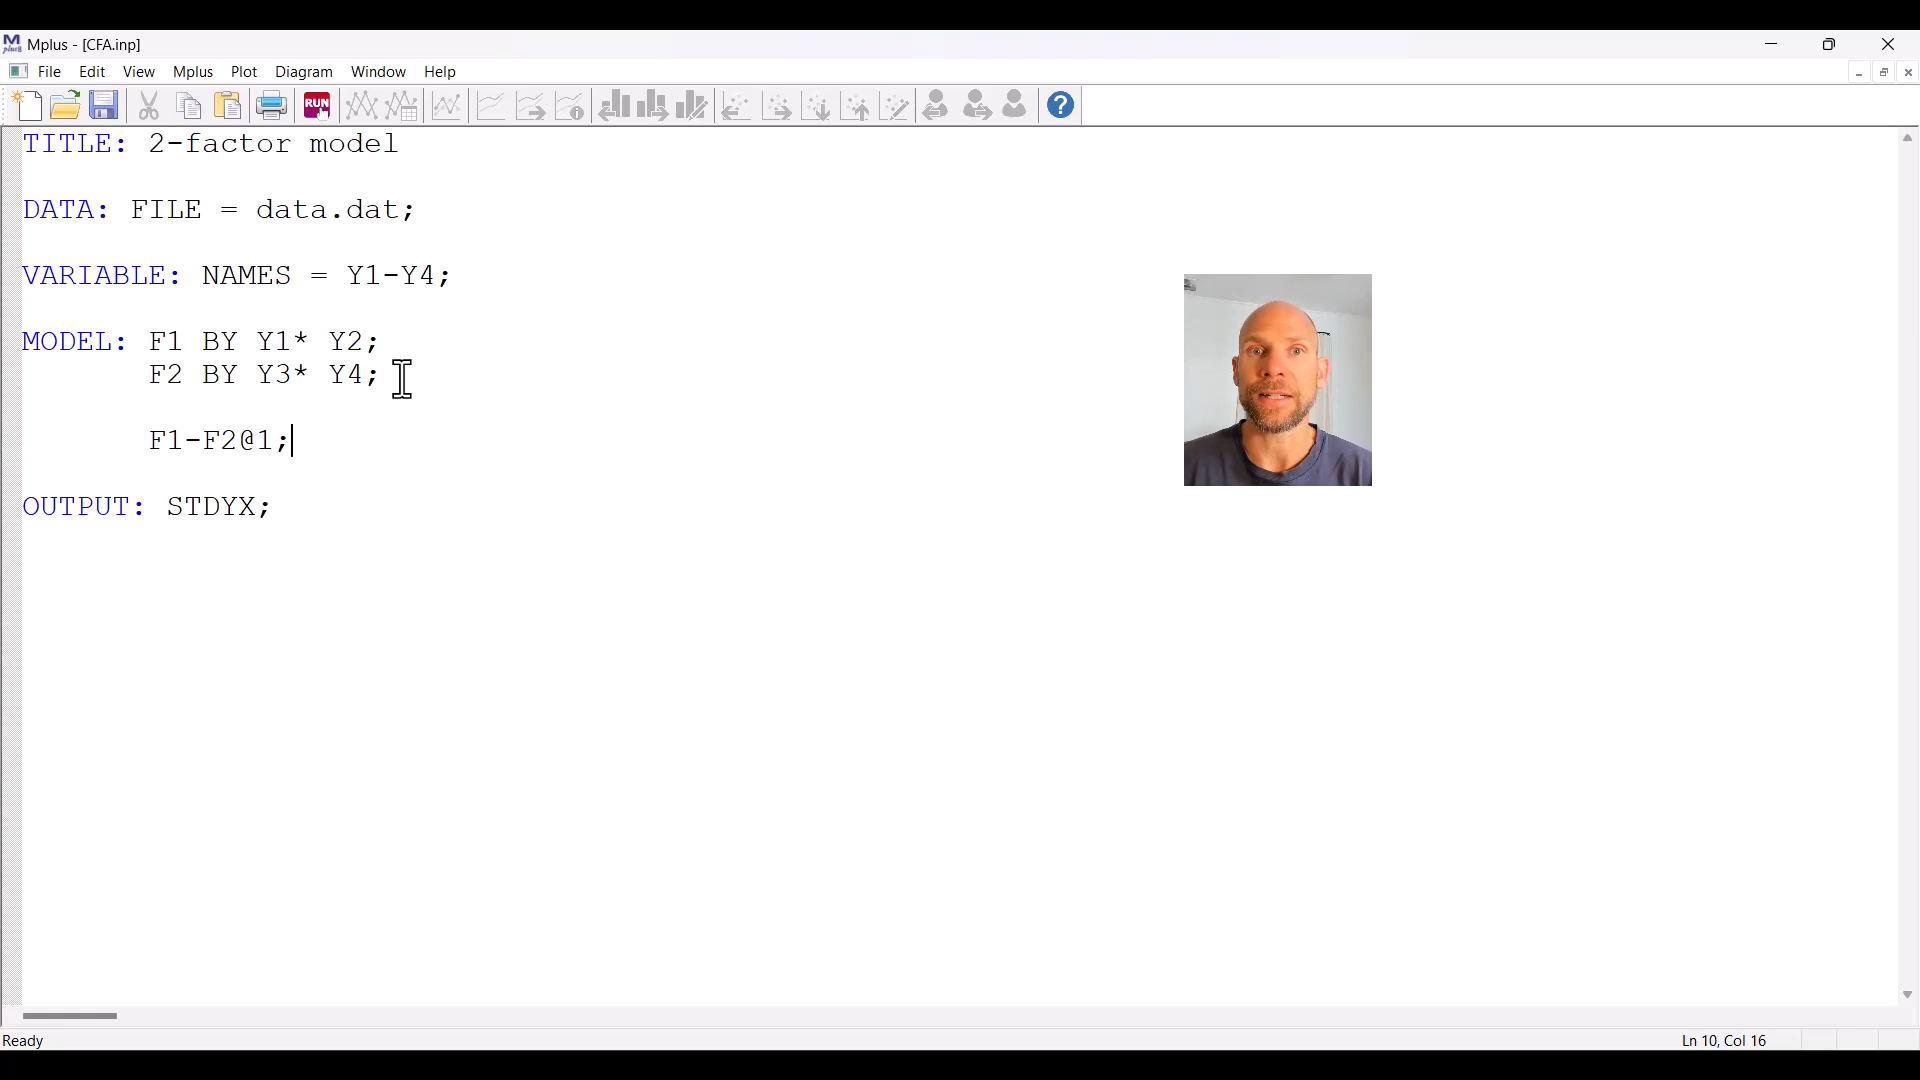 Mplus - [CFA.inp]
File Edit View Mplus Plot Diagram Window Help
RUN
TITLE: 2-factor model
DATA: FILE = data.dat;
VARIABLE: NAMES = Y1-Y4;
MODEL: F1 BY Y1* Y2;
F2 BY Y3* Y4;
F1-F2@1;
OUTPUT: STDYX;
Ready
Ln 10, Col 16